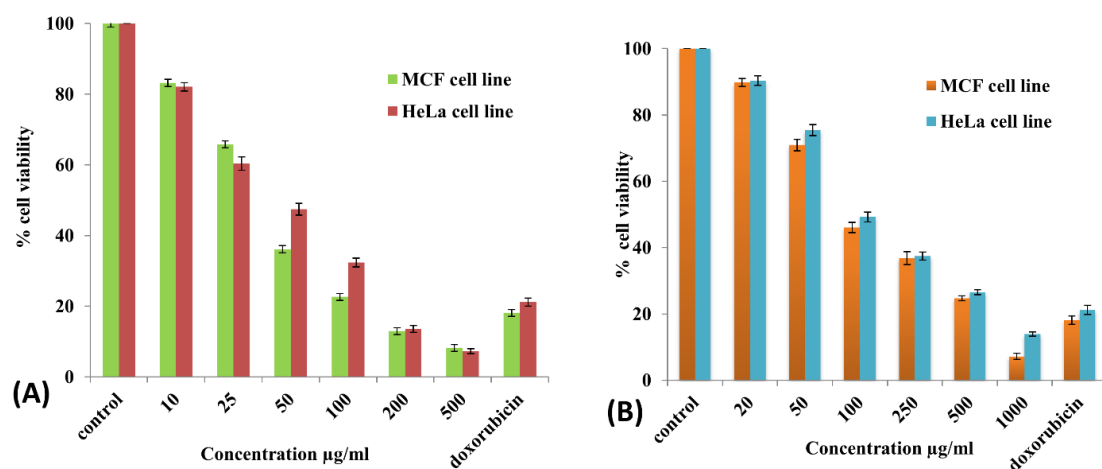 100
80
60
40
20
0
% cell viability
MCF cell line
HeLa cell line
control
10
25
50
100
200
500
doxorubicin
Concentration µg/ml
(A)
100
80
60
40
20
0
% cell viability
MCF cell line
HeLa cell line
control
20
50
100
250
500
1000
doxorubicin
Concentration µg/ml
(B)